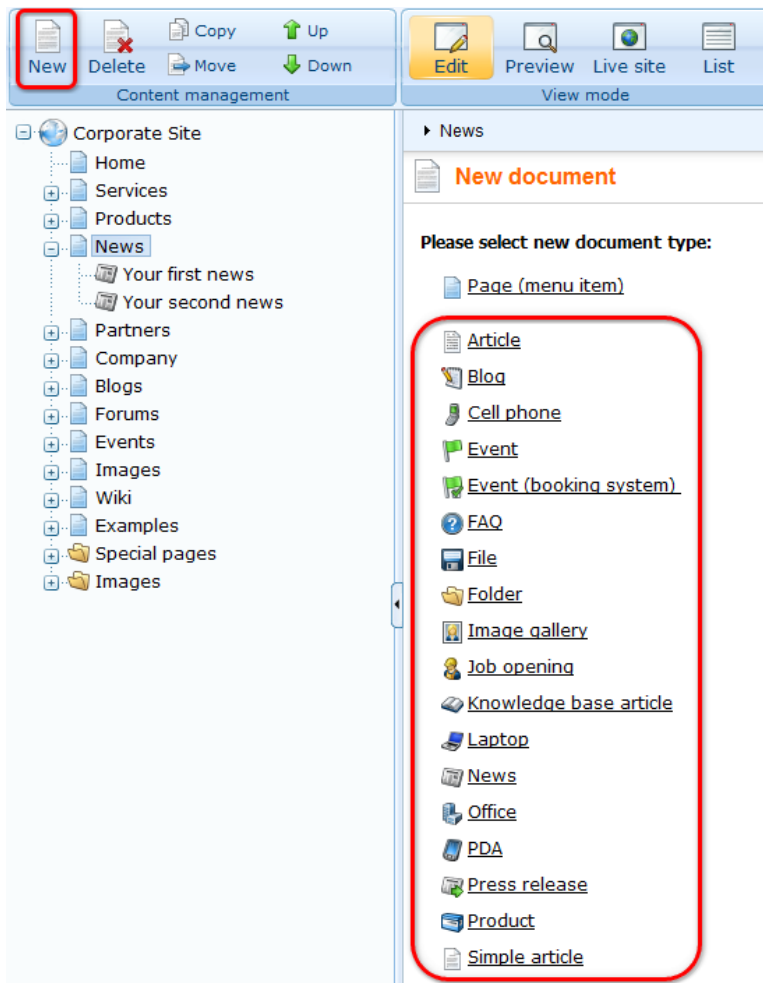 New
Delete
Copy
Move
Up
Down
Content management
Edit
Preview
Live site
List
View mode
Corporate Site
Home
Services
Products
News
Your first news
Your second news
Partners
Company
Blogs
Forums
Events
Images
Wiki
Examples
Special pages
Images
News
New document
Please select new document type:
Page (menu item)
Article
Blog
Cell phone
Event
Event (booking system)
FAQ
File
Folder
Image gallery
Job opening
Knowledge base article
Laptop
News
Office
PDA
Press release
Product
Simple article